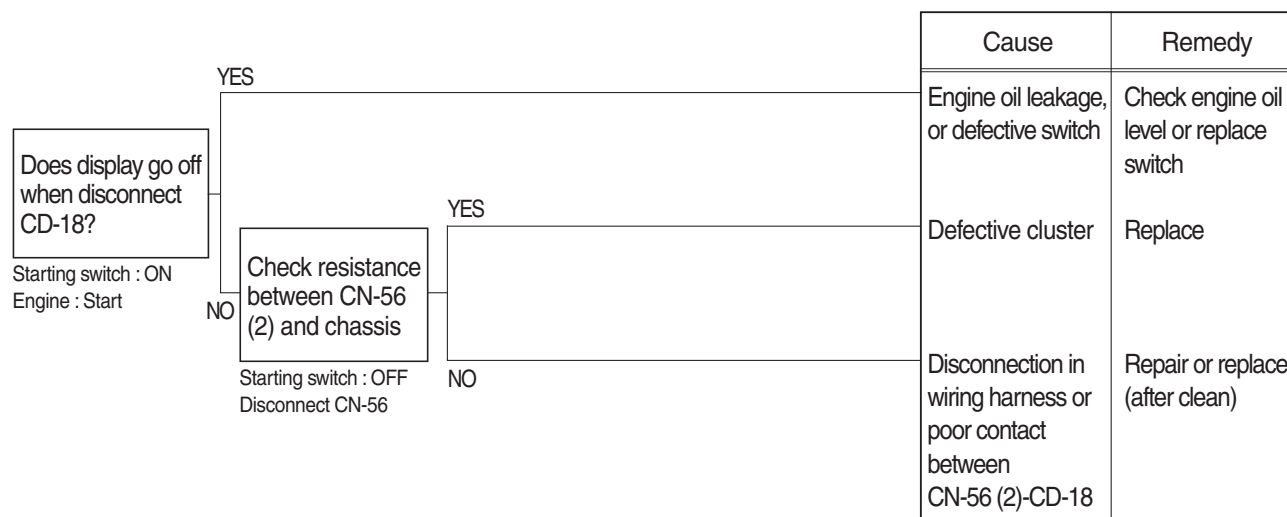 Cause
Remedy
YES
Engine oil leakage,
or defective switch
Check engine oil
level or replace
switch
Does display go off
when disconnect
CD-18?
Starting switch : ON
Engine : Start
YES
Defective cluster
Replace
NO
Check resistance
between CN-56
(2) and chassis
Starting switch : OFF
Disconnect CN-56
NO
Disconnection in
wiring harness or
poor contact
between
CN-56 (2)-CD-18
Repair or replace
(after clean)